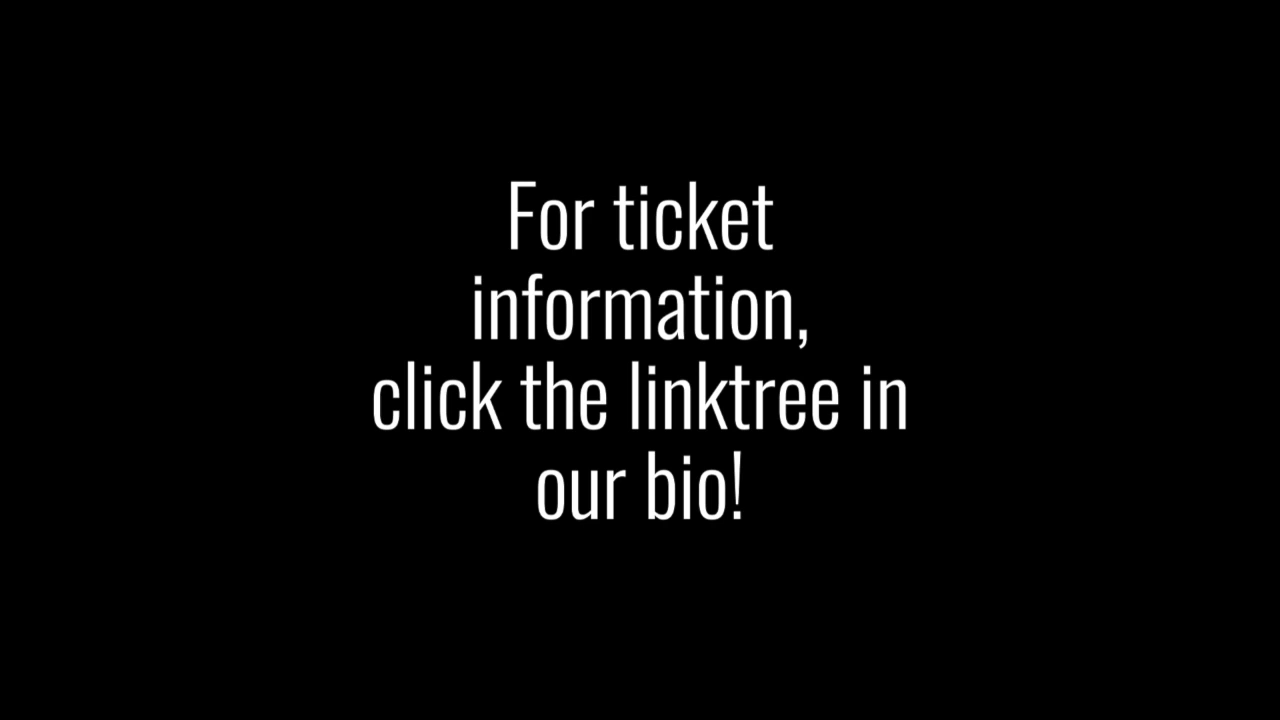 For ticket
information,
click the linktree in
our bio!